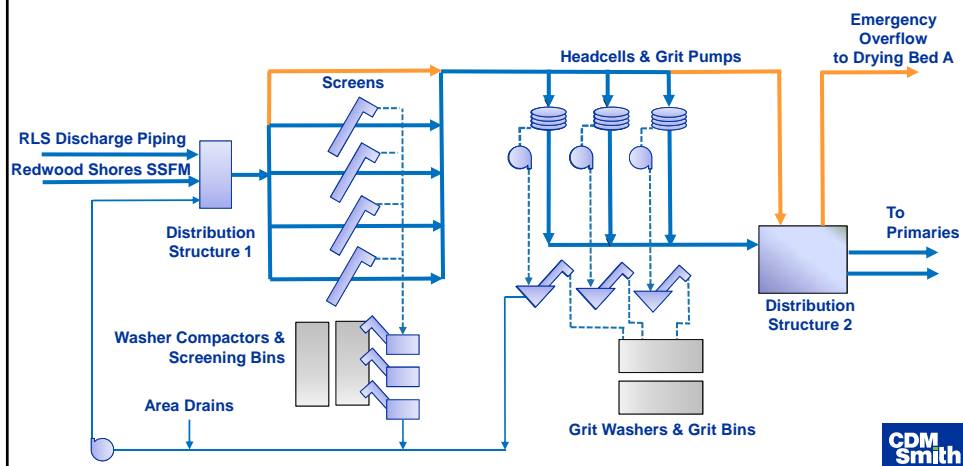 Emergency
Overflow
to Drying Bed A
Headcells & Grit Pumps
Screens
RLS Discharge Piping
Redwood Shores SSFM
Distribution
Structure 1
To
Primaries
Distribution
Structure 2
Washer Compactors &
Screening Bins
Area Drains
Grit Washers & Grit Bins
CDM
Smith